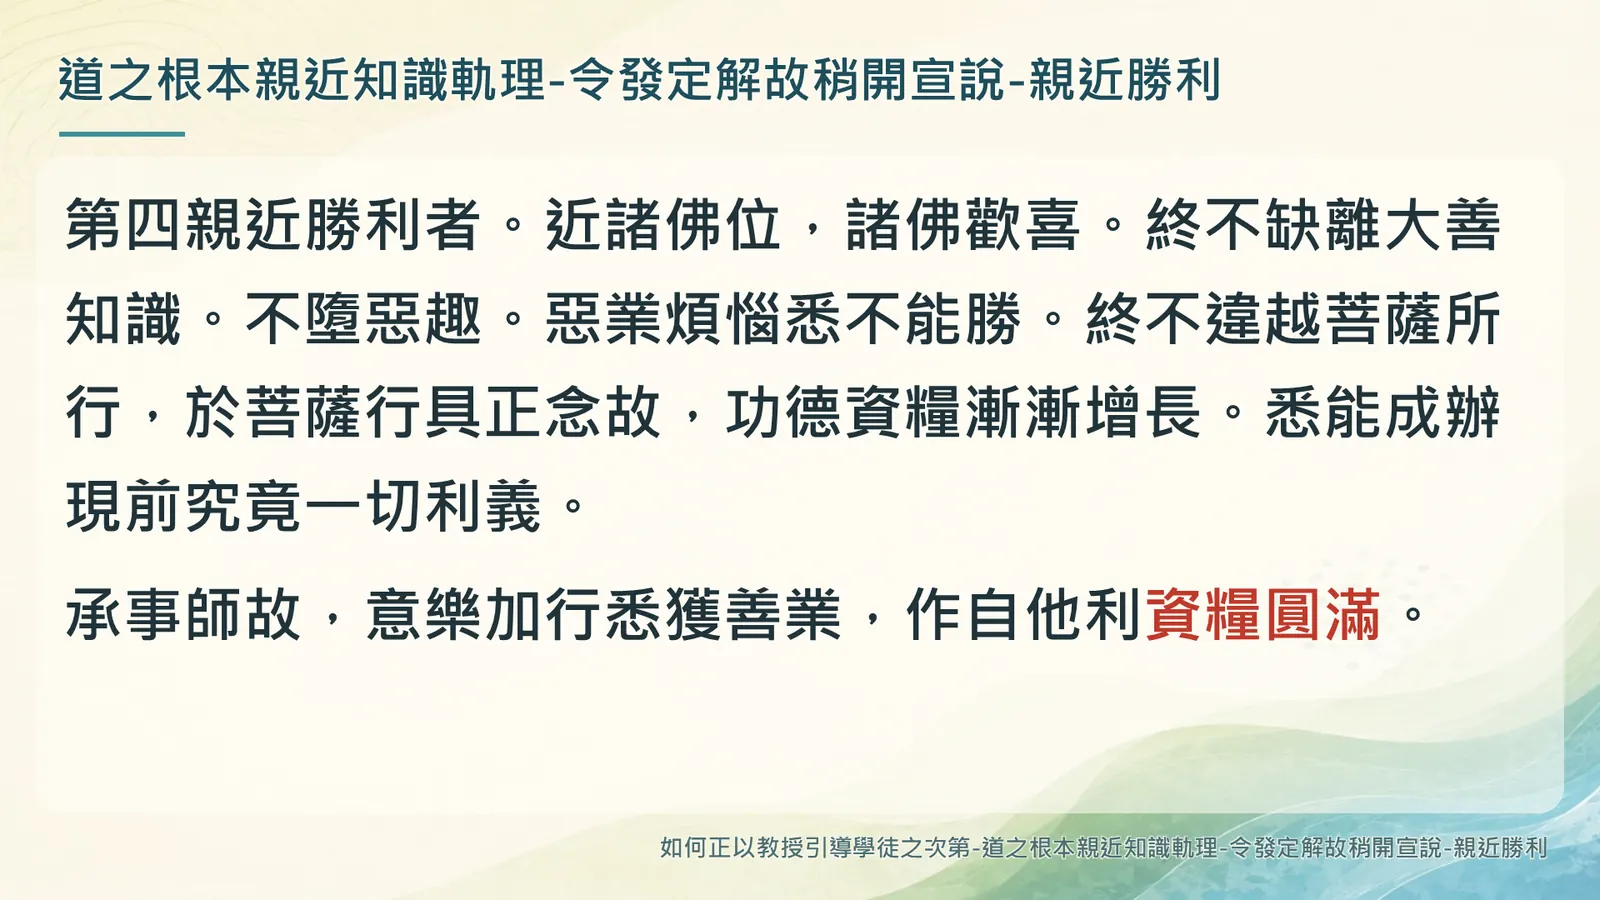 道之根本親近知識軌理-令發定解故稍開宣說-親近勝利
第四親近勝利者。近諸佛位，諸佛歡喜。終不缺離大善
知識。不墮惡趣。惡業煩惱悉不能勝。終不違越菩薩所
行，於菩薩行具正念故，功德資糧漸漸增長。悉能成辦
現前究竟一切利義。
承事師故，意樂加行悉獲善業，作自他利資糧圓滿。
如何正以教授引導學徒之次第-道之根本親近知識軌理-令發定解故稍開宣說-親近勝利